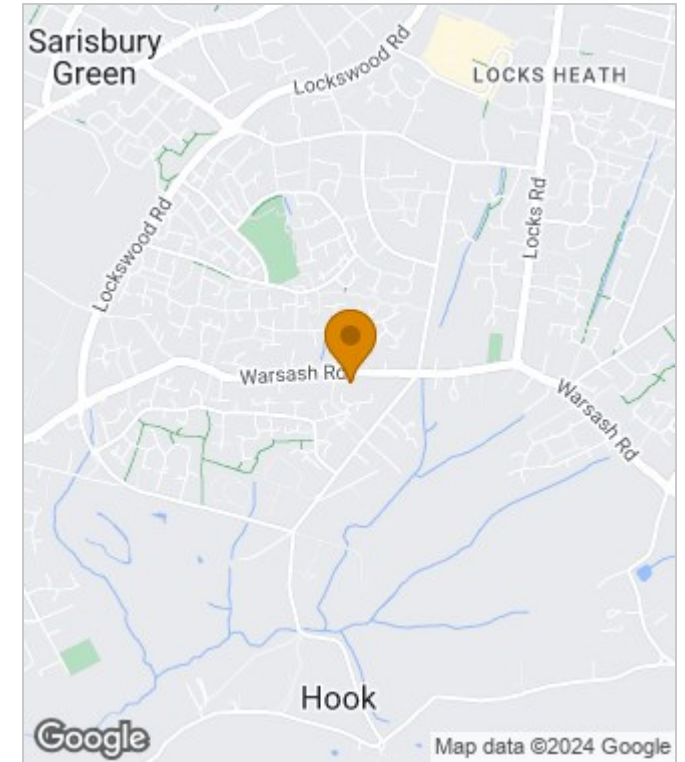 Sarisbury
Green
Lockswood Rd
LOCKS HEATH
Lockswood Rd
Locks Rd
Warsash Rd
Warsash Rd
Hook
Google
Map data ©2024 Google